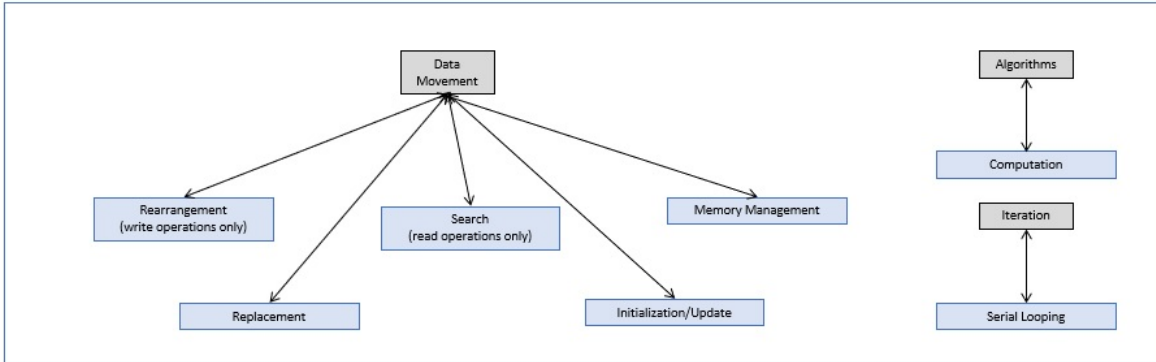 Data
Movement
Algorithms
Computation
Rearrangement
(write operations only)
Search
(read operations only)
Memory Management
Iteration
Replacement
Initialization/Update
Serial Looping